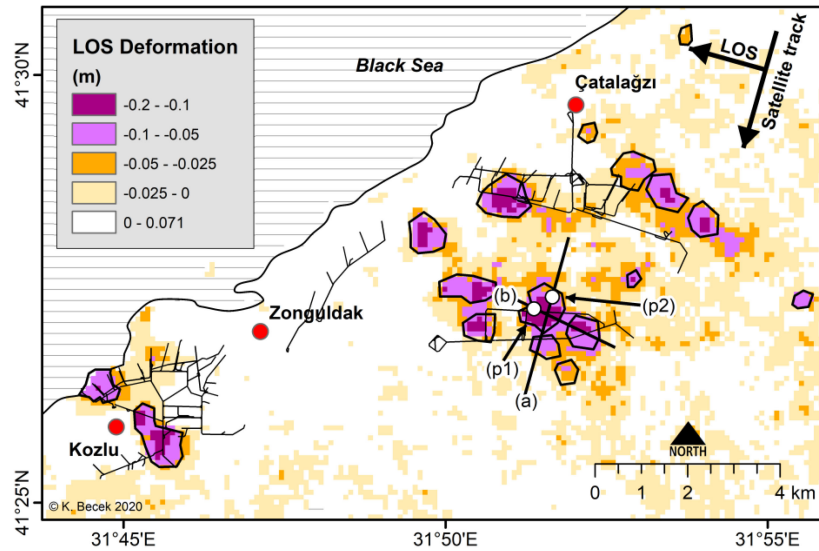 LOS Deformation
(m)
-0.2 - -0.1
-0.1 - -0.05
-0.05 - -0.025
-0.025 - 0
0 - 0.071
Black Sea
LOS
Satellite track
Çatalağzı
Zonguldak
Kozlu
(b)
(p2)
(p1)
(a)
NORTH
0 1 2 4 km
© K. Becek 2020
41°30'N
41°25'N
31°45'E
31°50'E
31°55'E